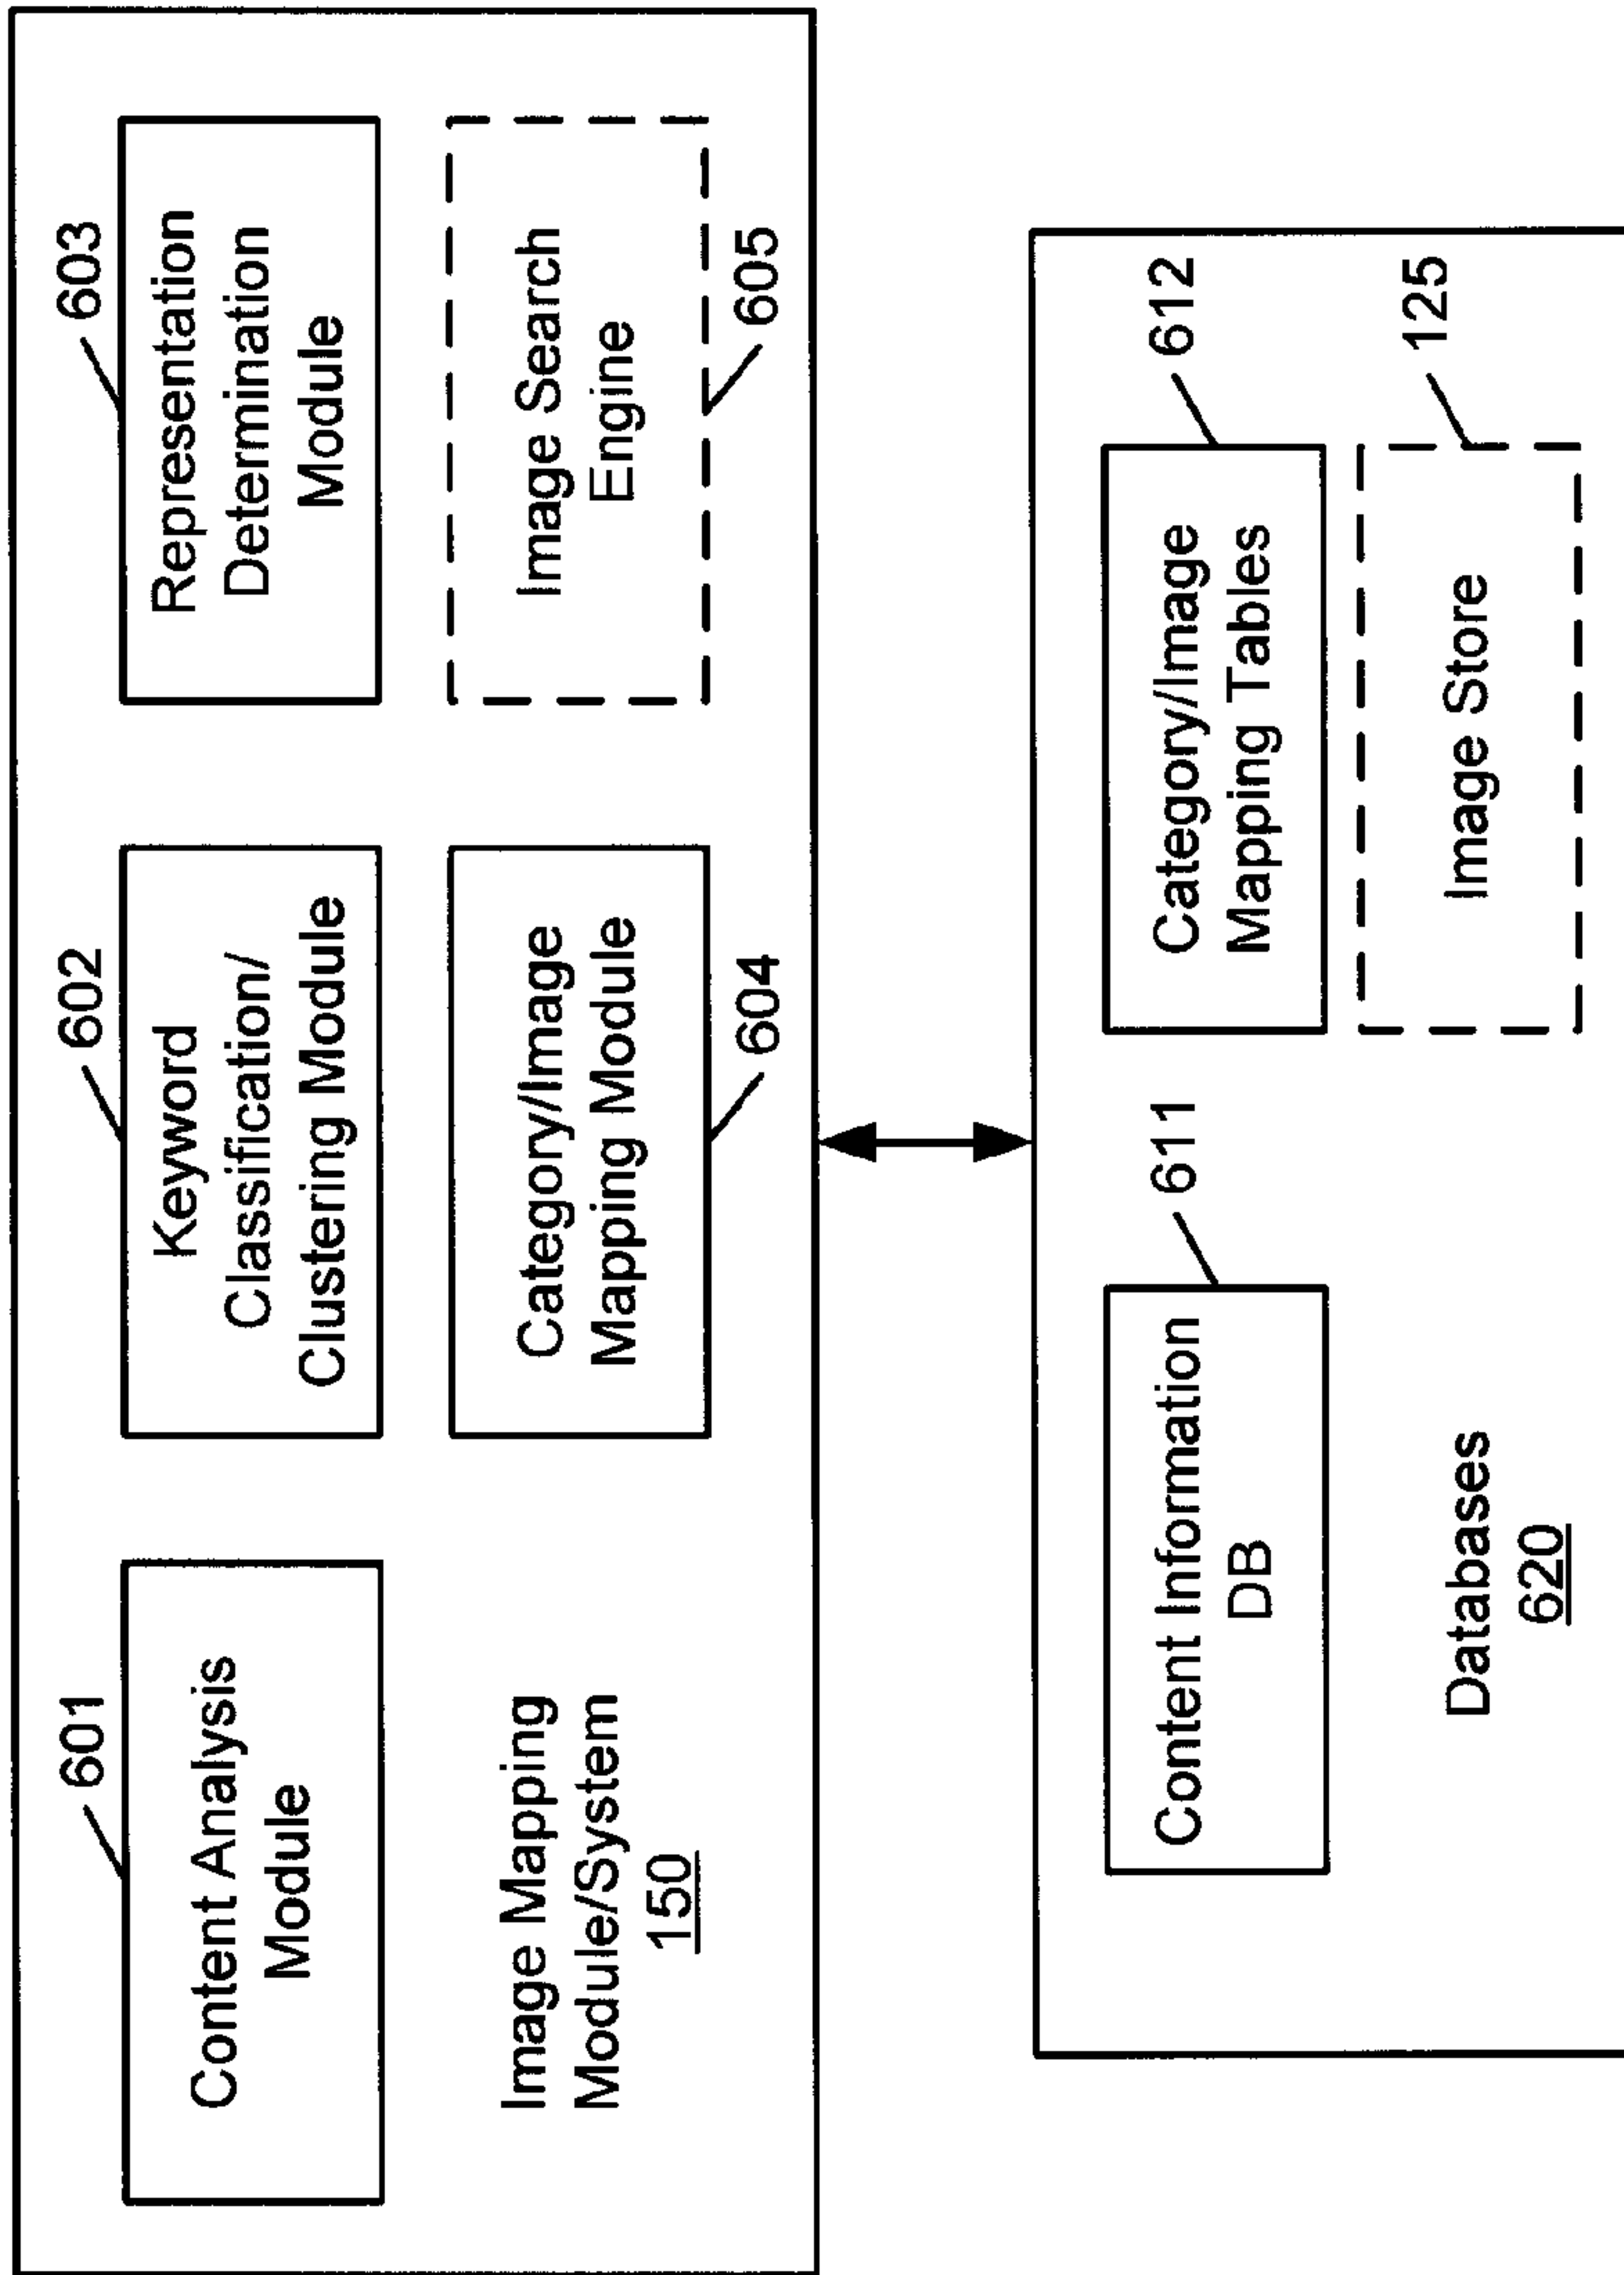 601
Content Analysis
Module
602
Keyword
Classification/
Clustering Module
603
Representation
Determination
Module
Image Mapping
Module/System
150
Category/Image
Mapping Module
604
Image Search
Engine
605
611
Content Information
DB
612
Category/Image
Mapping Tables
125
Image Store
Databases
620